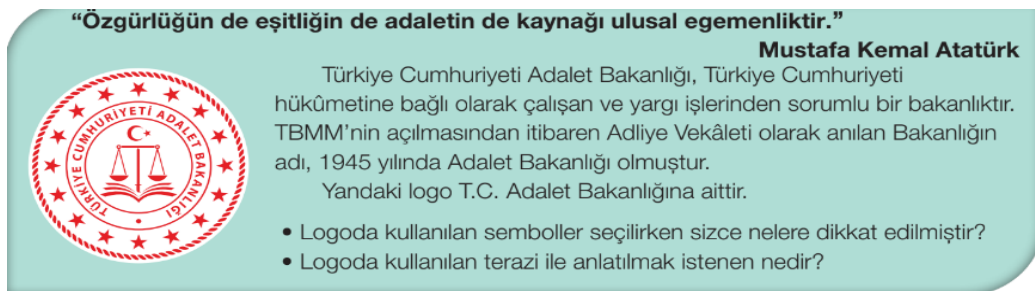 “Özgürlüğün de eşitliğin de adaletin de kaynağı ulusal egemenliktir.”
Mustafa Kemal Atatürk
Türkiye Cumhuriyeti Adalet Bakanlığı, Türkiye Cumhuriyeti
hükûmetine bağlı olarak çalışan ve yargı işlerinden sorumlu bir bakanlıktır.
TBMM’nin açılmasından itibaren Adliye Vekâleti olarak anılan Bakanlığın
adı, 1945 yılında Adalet Bakanlığı olmuştur.
Yandaki logo T.C. Adalet Bakanlığına aittir.
• Logoda kullanılan semboller seçilirken sizce nelere dikkat edilmiştir?
• Logoda kullanılan terazi ile anlatılmak istenen nedir?
TÜRKİYE CUMHURİYETİ ADALET BAKANLIĞI